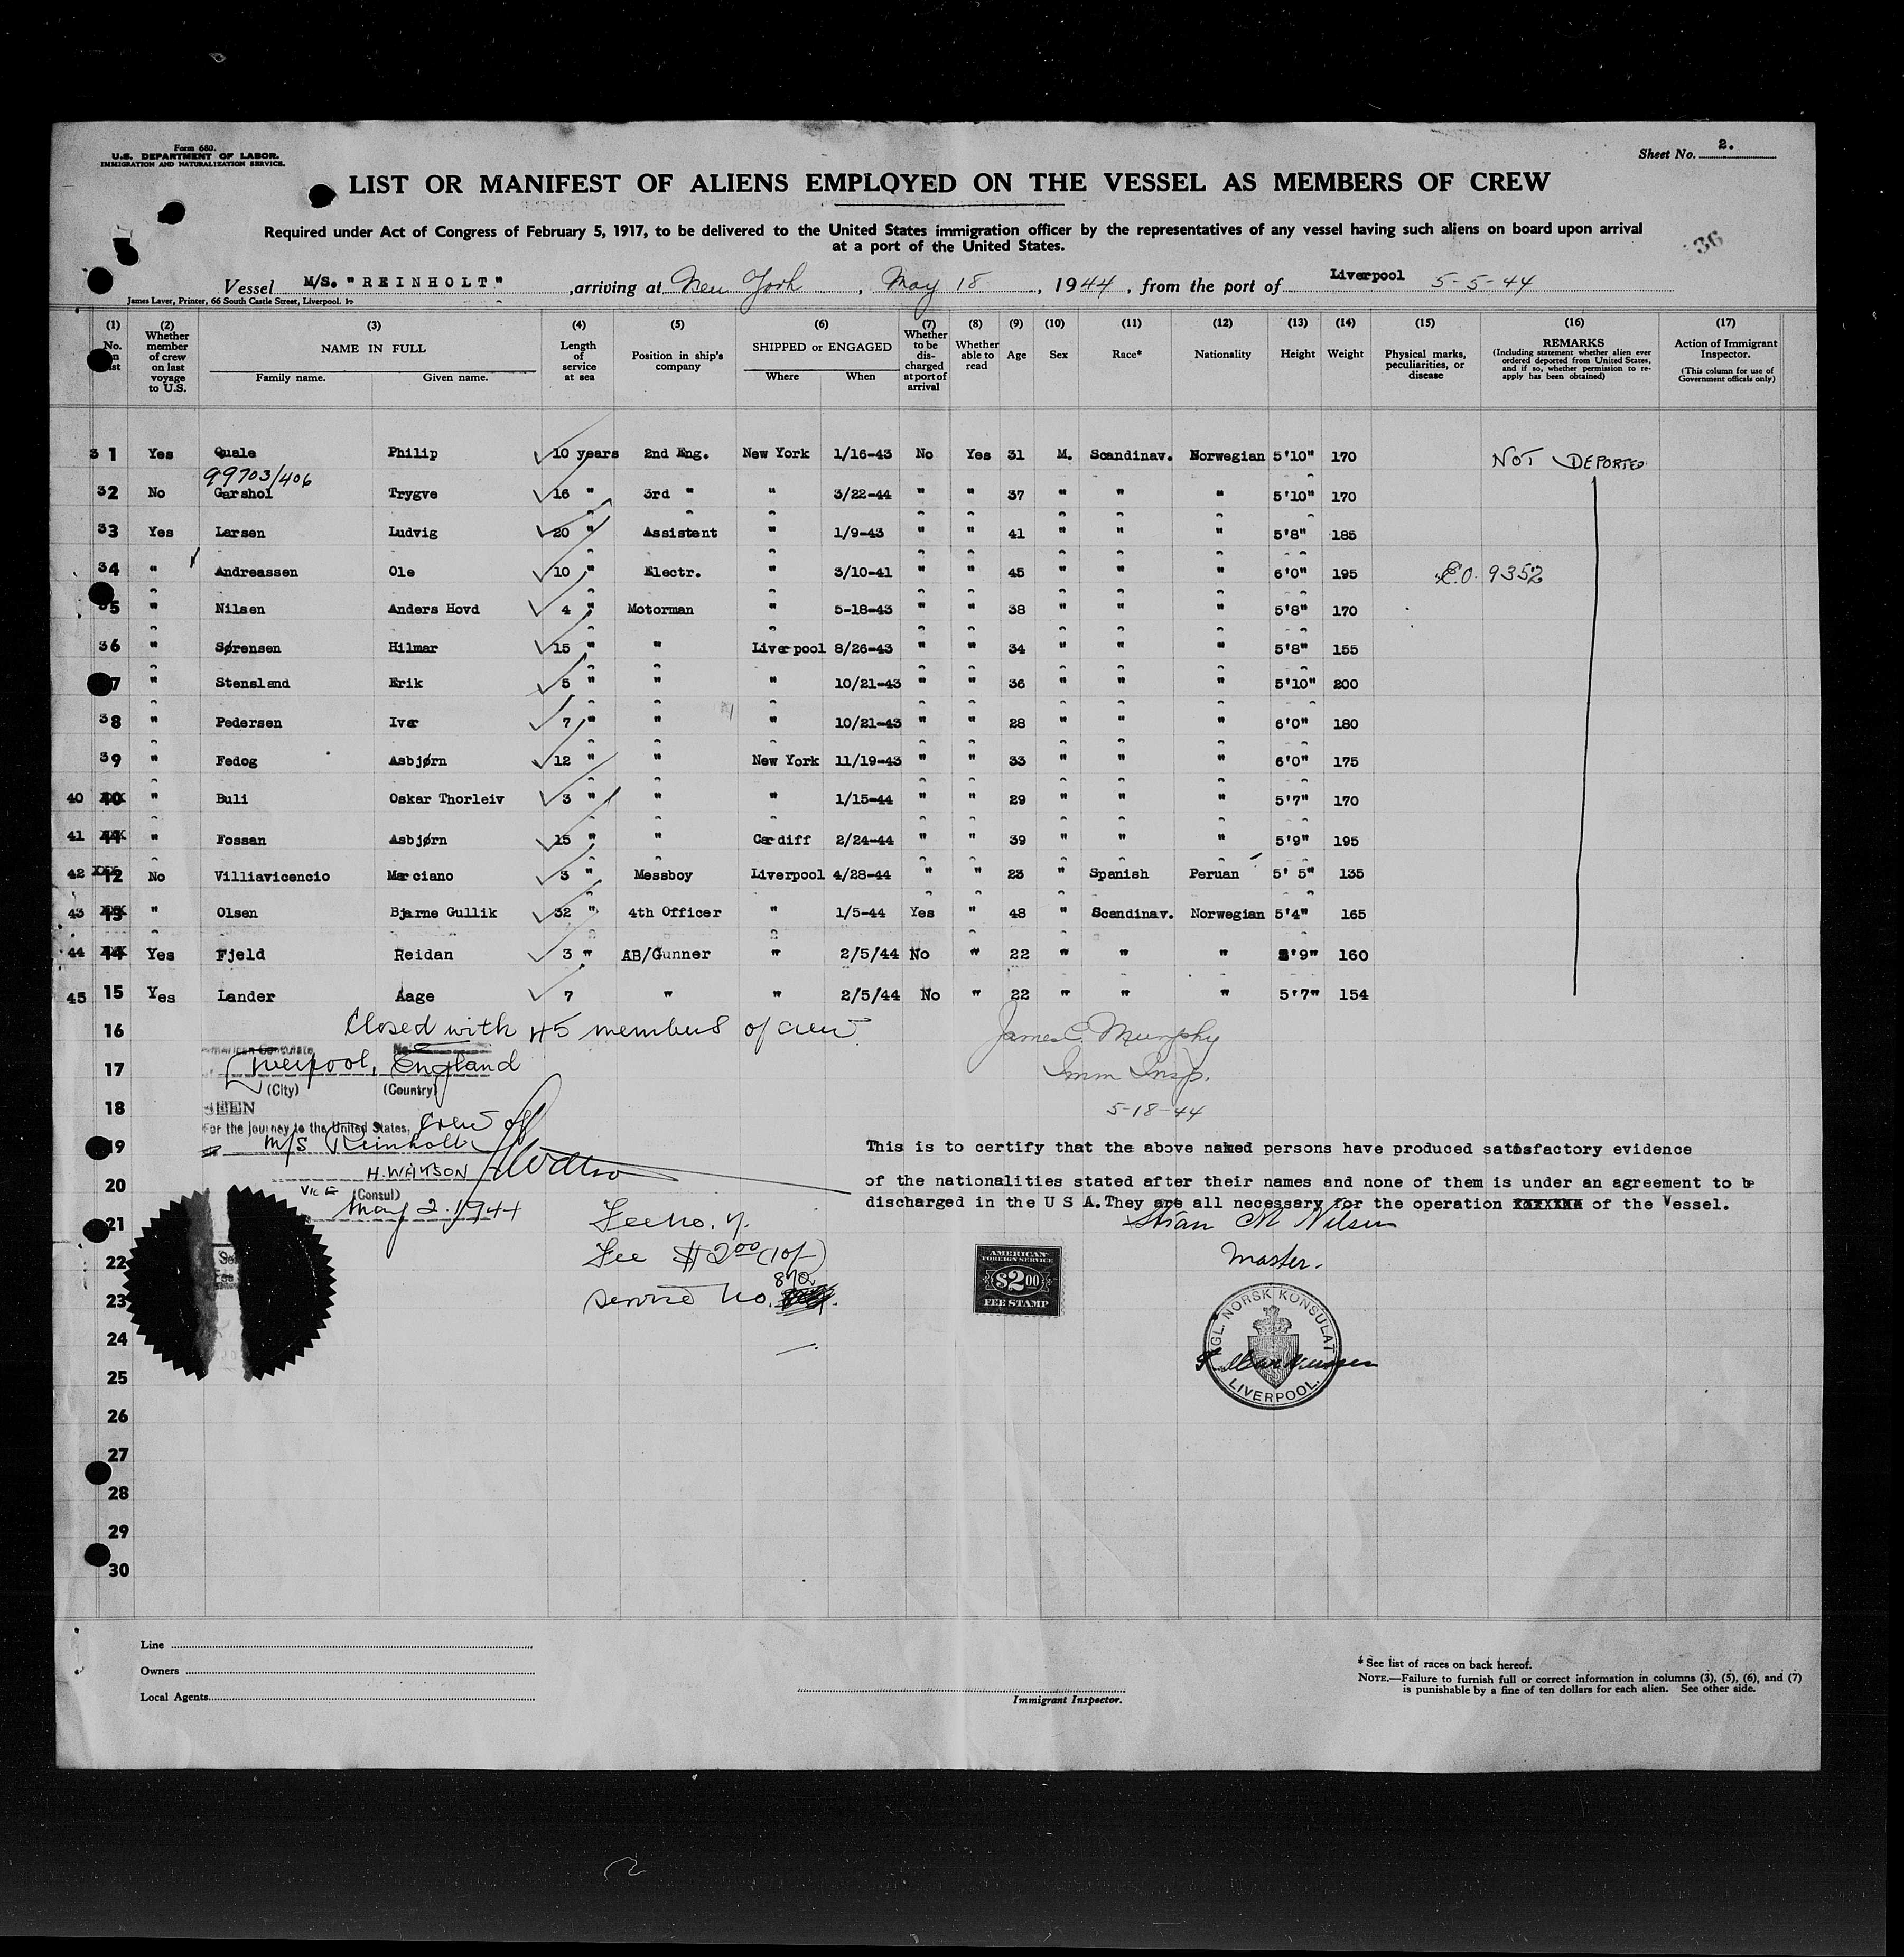 Form 680.
U.S. DEPARTMENT OF LABOR.
IMMIGRATION AND NATURALIZATION SERVICE.
Sheet No. 2.
LIST OR MANIFEST OF ALIENS EMPLOYED ON THE VESSEL AS MEMBERS OF CREW
Required under Act of Congress of February 5, 1917, to be delivered to the United States immigration officer by the representatives of any vessel having such aliens on board upon arrival
at a port of the United States.
36
Vessel M/S. "REINHOLT" , arriving at New York , May 18 , 1944 , from the port of Liverpool 5-5-44
James Laver, Printer, 66 South Castle Street, Liverpool.
(1) (2) (3) (4) (5) (6) (7) (8) (9) (10) (11) (12) (13) (14) (15) (16) (17)
No. on list
Whether member of crew on last voyage to U.S.
NAME IN FULL
Family name. Given name.
Length of service at sea
Position in ship's company
SHIPPED or ENGAGED
Where When
Whether to be discharged at port of arrival
Whether able to read
Age
Sex
Race*
Nationality
Height
Weight
Physical marks, peculiarities, or disease
REMARKS
(Including statement whether alien ever ordered deported from United States, and if so, whether permission to re-apply has been obtained)
Action of Immigrant Inspector.
(This column for use of Government officals only)
31 Yes Quale Philip 10 years 2nd Eng. New York 1/16-43 No Yes 31 M. Scandinav. Norwegian 5'10" 170 NOT DEPORTED
99703/406
32 No Garshol Trygve 16 " 3rd " " 3/22-44 " " 37 " " " 5'10" 170
33 Yes Larsen Ludvig 20 " Assistent " 1/9-43 " " 41 " " " 5'8" 185
34 " Andreassen Ole 10 " Electr. " 3/10-41 " " 45 " " " 6'0" 195 E.O. 9352
35 " Nilsen Anders Hovd 4 " Motorman " 5-18-43 " " 38 " " " 5'8" 170
36 " Sørensen Hilmar 15 " " Liverpool 8/26-43 " " 34 " " " 5'8" 155
7 " Stensland Erik 5 " " " 10/21-43 " " 36 " " " 5'10" 200
38 " Pedersen Ivar 7 " " " 10/21-43 " " 28 " " " 6'0" 180
39 " Fedog Asbjørn 12 " " New York 11/19-43 " " 33 " " " 6'0" 175
40 10 " Buli Oskar Thorleiv 3 " " " 1/15-44 " " 29 " " " 5'7" 170
41 11 " Fossan Asbjørn 15 " " Cardiff 2/24-44 " " 39 " " " 5'9" 195
42 12 No Villiavicencio Marciano 3 " Messboy Liverpool 4/28-44 " " 23 " Spanish Peruan 5' 5" 135
43 13 " Olsen Bjarne Gullik 32 " 4th Officer " 1/5-44 Yes " 48 " Scandinav. Norwegian 5'4" 165
44 14 Yes Fjeld Reidan 3 " AB/Gunner " 2/5/44 No " 22 " " " 5'9" 160
45 15 Yes Lander Aage 7 " " 2/5/44 No " 22 " " " 5'7" 154
16 Closed with 45 members of crew James C. Murphy
American Consulate No.
17 Liverpool, England Imm Insp.
(City) (Country)
18 SEEN 5-18-44
For the journey to the United States, Crew of
19 M/S Reinholt
This is to certify that the above named persons have produced satisfactory evidence
H. WATSON
20 of the nationalities stated after their names and none of them is under an agreement to be
Vice (Consul)
discharged in the U S A. They are all necessary for the operation xxxxxxx of the Vessel.
May 2. 1944
21 Fee No. Stian M Nilsen
22 Fee $2.00 (10/-) Master.
AMERICAN
FOREIGN SERVICE
$2.00
FEE STAMP
23 Service No. 870
24
KGL. NORSK KONSULAT
LIVERPOOL.
25
26
27
28
29
30
Line
Owners
Local Agents
Immigrant Inspector.
* See list of races on back hereof.
NOTE.—Failure to furnish full or correct information in columns (3), (5), (6), and (7)
is punishable by a fine of ten dollars for each alien. See other side.
2